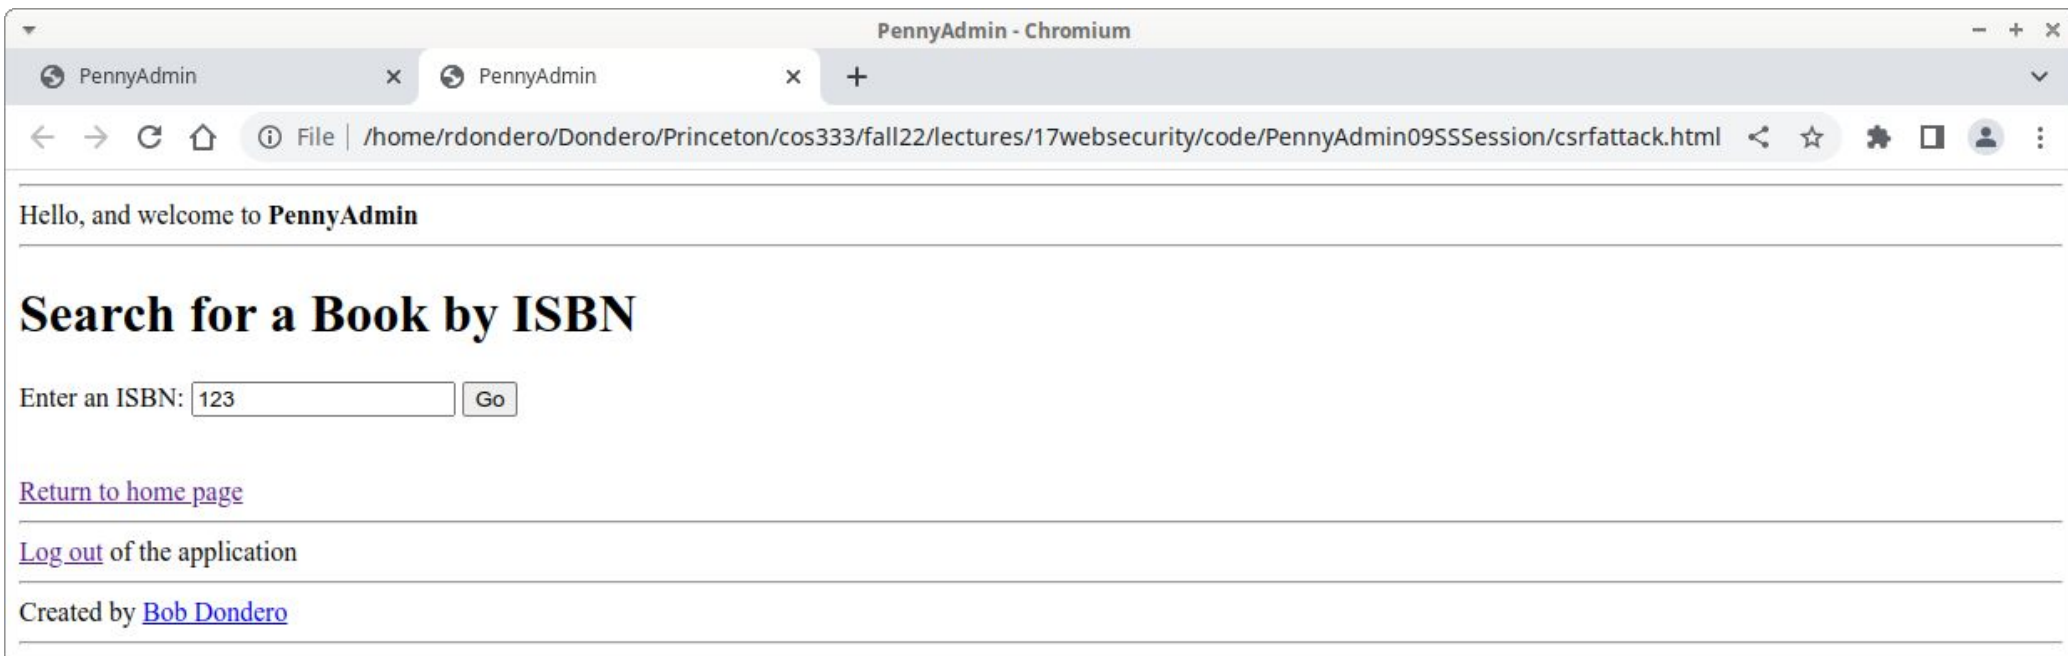 PennyAdmin - Chromium
PennyAdmin PennyAdmin
File /home/rdondero/Dondero/Princeton/cos333/fall22/lectures/17websecurity/code/PennyAdmin09SSSession/csrfattack.html
Hello, and welcome to PennyAdmin
Search for a Book by ISBN
Enter an ISBN: 123 Go
Return to home page
Log out of the application
Created by Bob Dondero